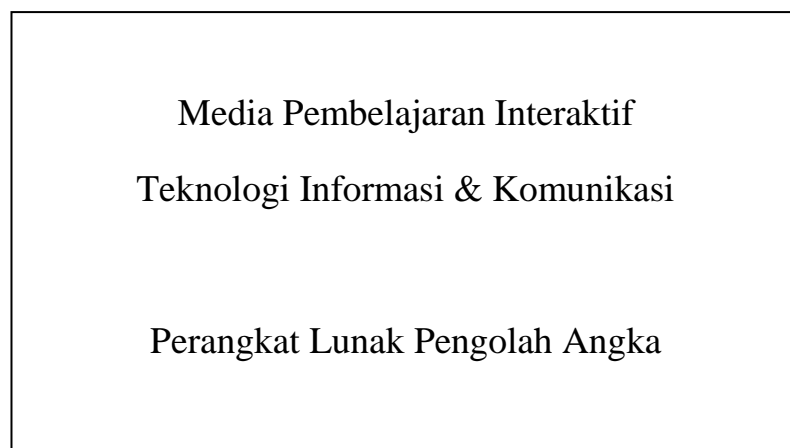 Media Pembelajaran Interaktif
Teknologi Informasi & Komunikasi
Perangkat Lunak Pengolah Angka